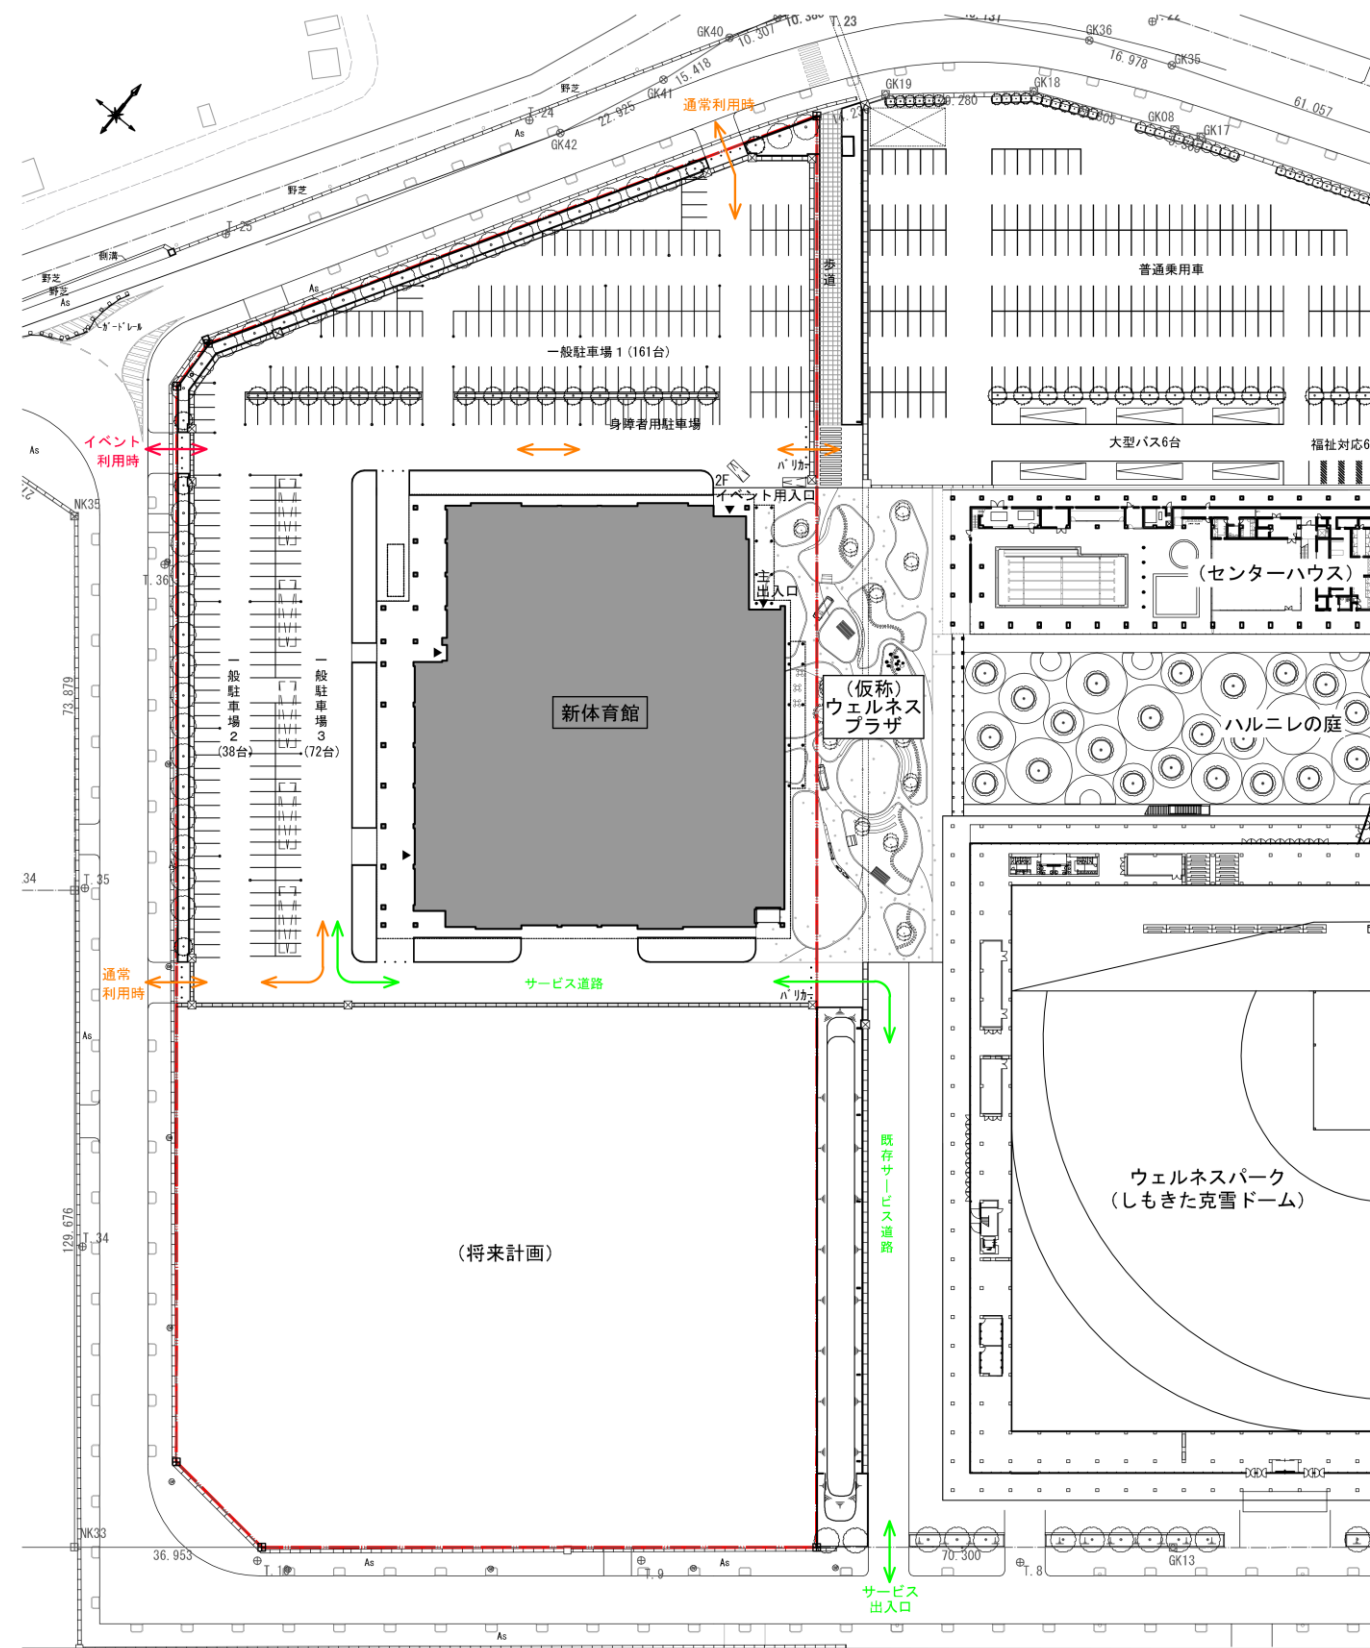 10.307
T.23
GK40
GK36
16.978
GK35
15.418
GK41
野芝
GK19
GK18
61.057
通常利用時
T.24
22.925
As
GK42
GK08
GK17
野芝
T.25
側溝
野芝
野芝
As
ガードレール
As
歩道
普通乗用車
一般駐車場1 (161台)
身障者用駐車場
大型バス6台
福祉対応6
イベント
利用時
As
バリカー
NK35
2F
イベント用入口
T.36
主
出入口
(センターハウス)
73.879
一般駐車場2
(38台)
一般駐車場3
(72台)
新体育館
(仮称)
ウェルネス
プラザ
ハルニレの庭
34
T.35
通常
利用時
サービス道路
バリカー
As
既存サービス道路
ウェルネスパーク
(しもきた克雪ドーム)
129.676
T.34
(将来計画)
NK33
36.953
T.10
As
T.9
As
70.300
T.8
GK13
サービス
出入口
As